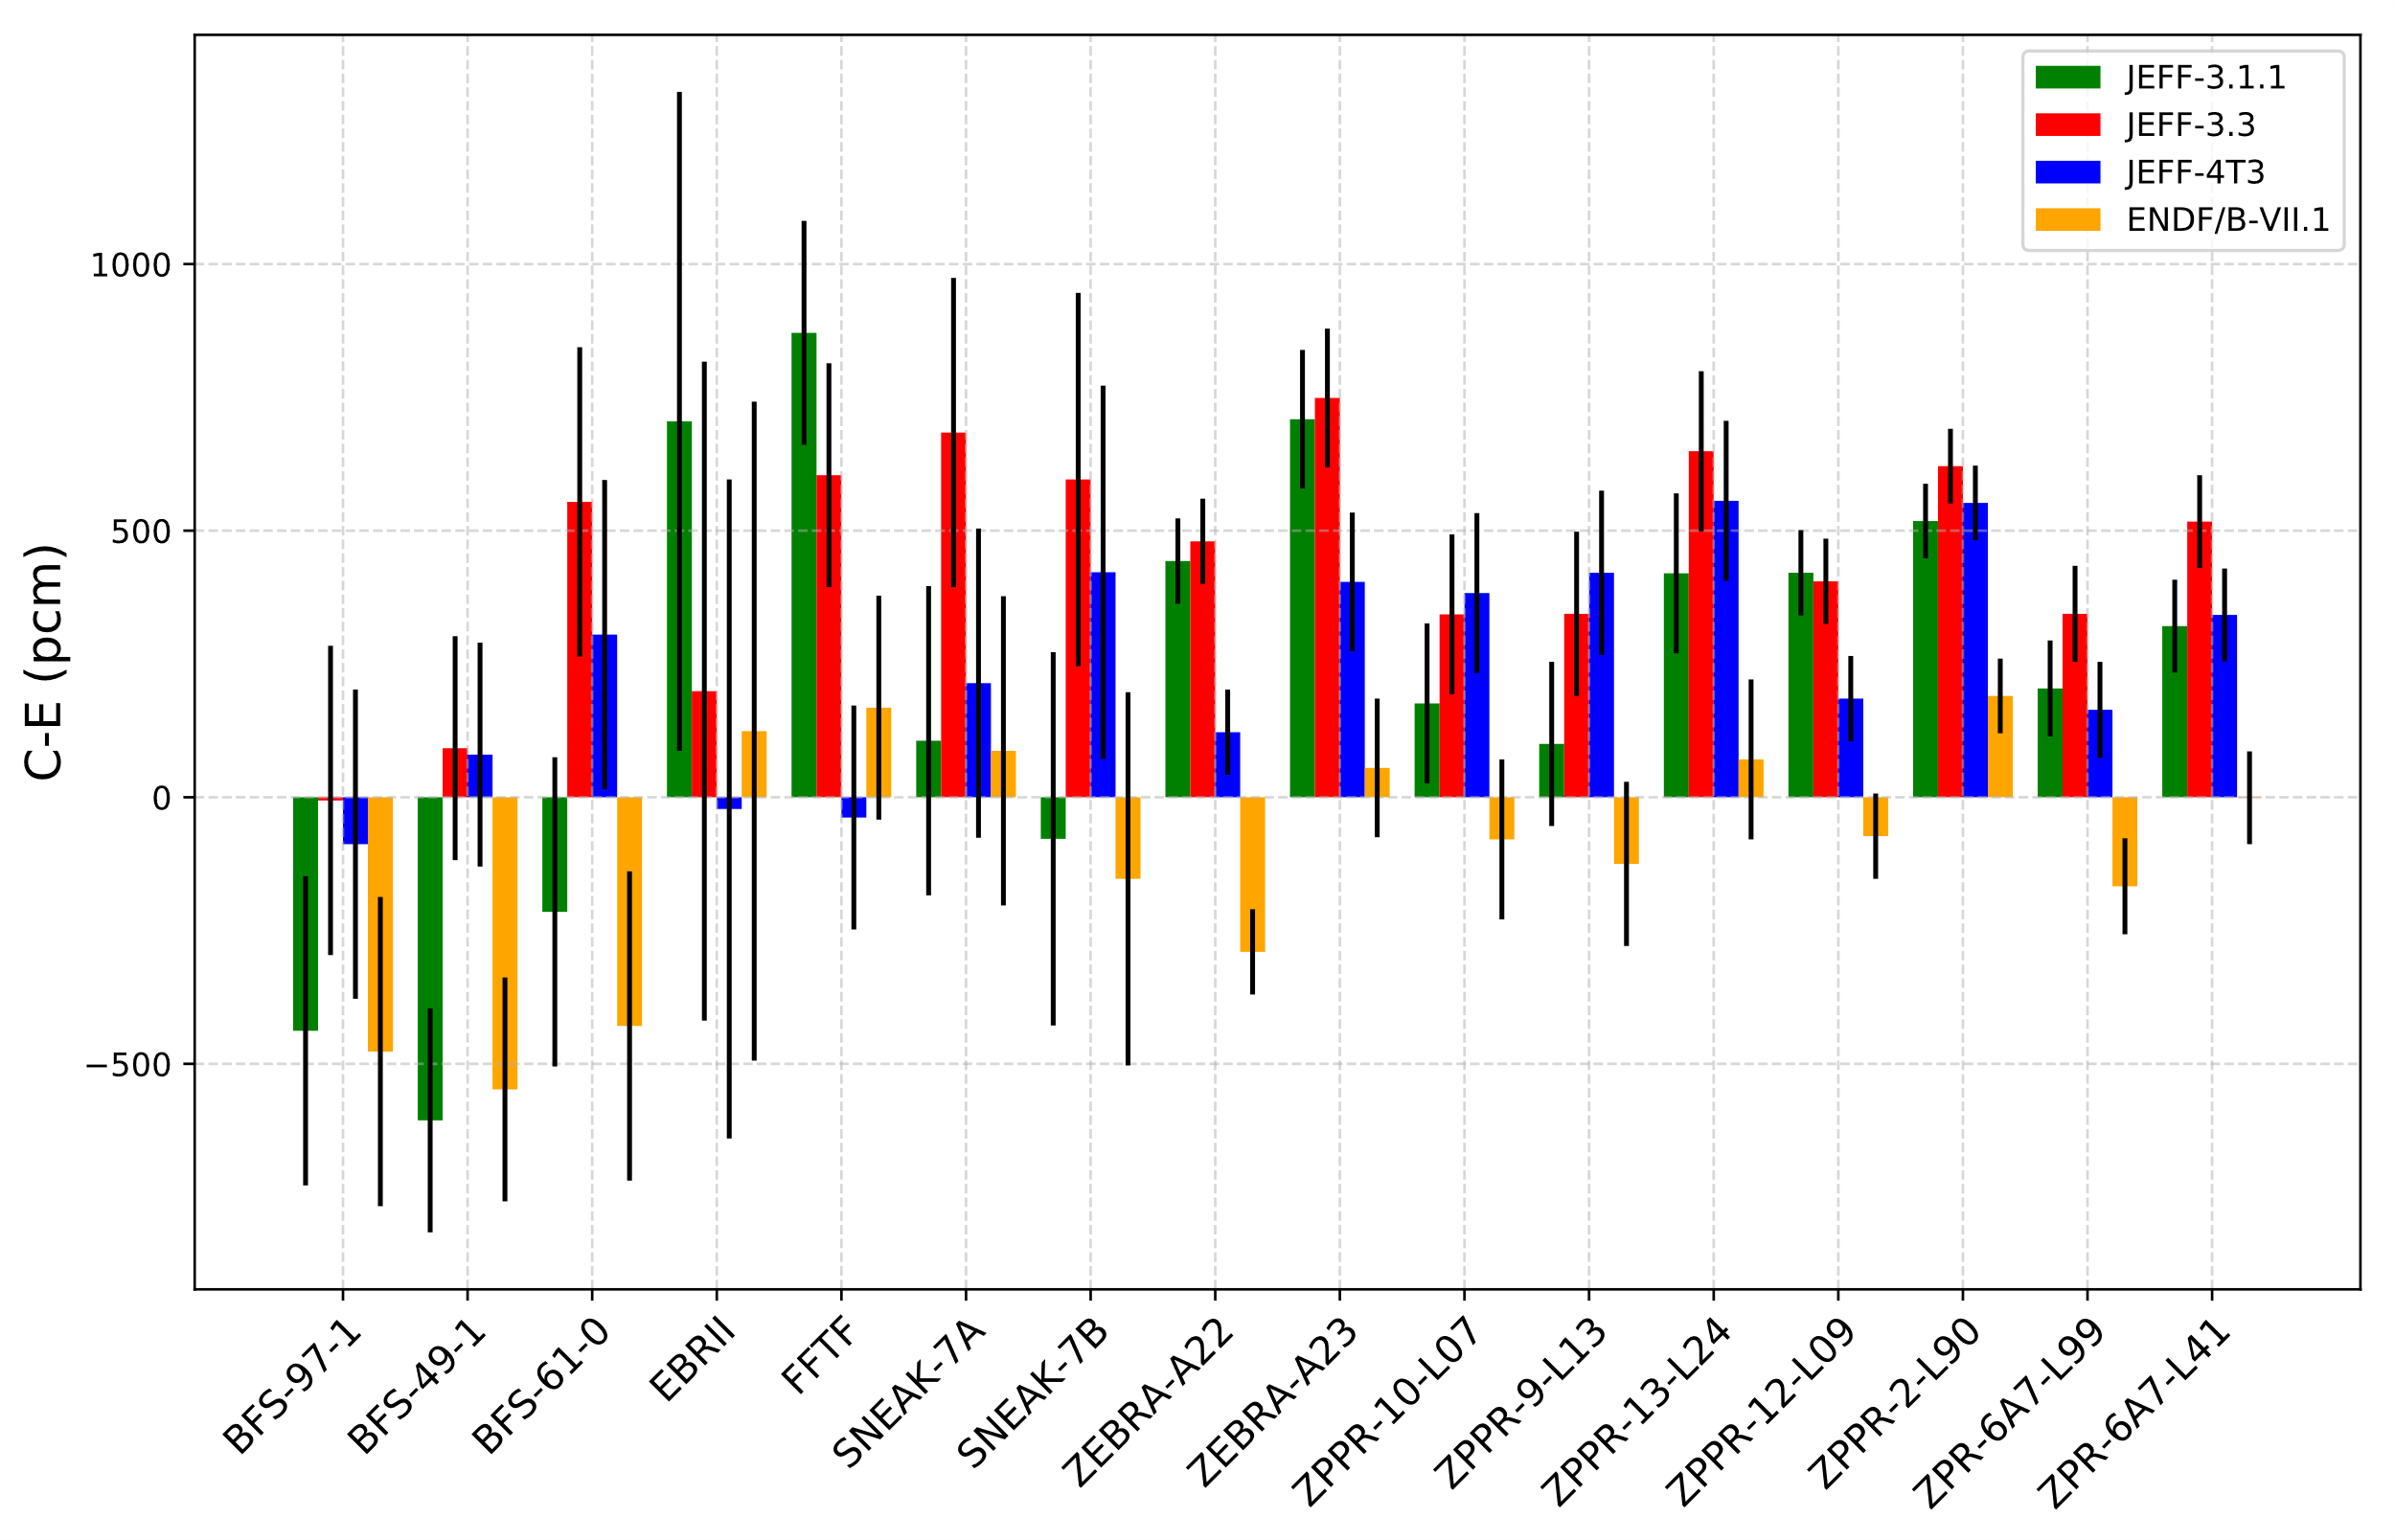 JEFF-3.1.1
JEFF-3.3
JEFF-4T3
ENDF/B-VII.1
C-E (pcm)
1000
500
0
−500
BFS-97-1
BFS-49-1
BFS-61-0
EBRII
FFTF
SNEAK-7A
SNEAK-7B
ZEBRA-A22
ZEBRA-A23
ZPPR-10-L07
ZPPR-9-L13
ZPPR-13-L24
ZPPR-12-L09
ZPPR-2-L90
ZPR-6A7-L99
ZPR-6A7-L41